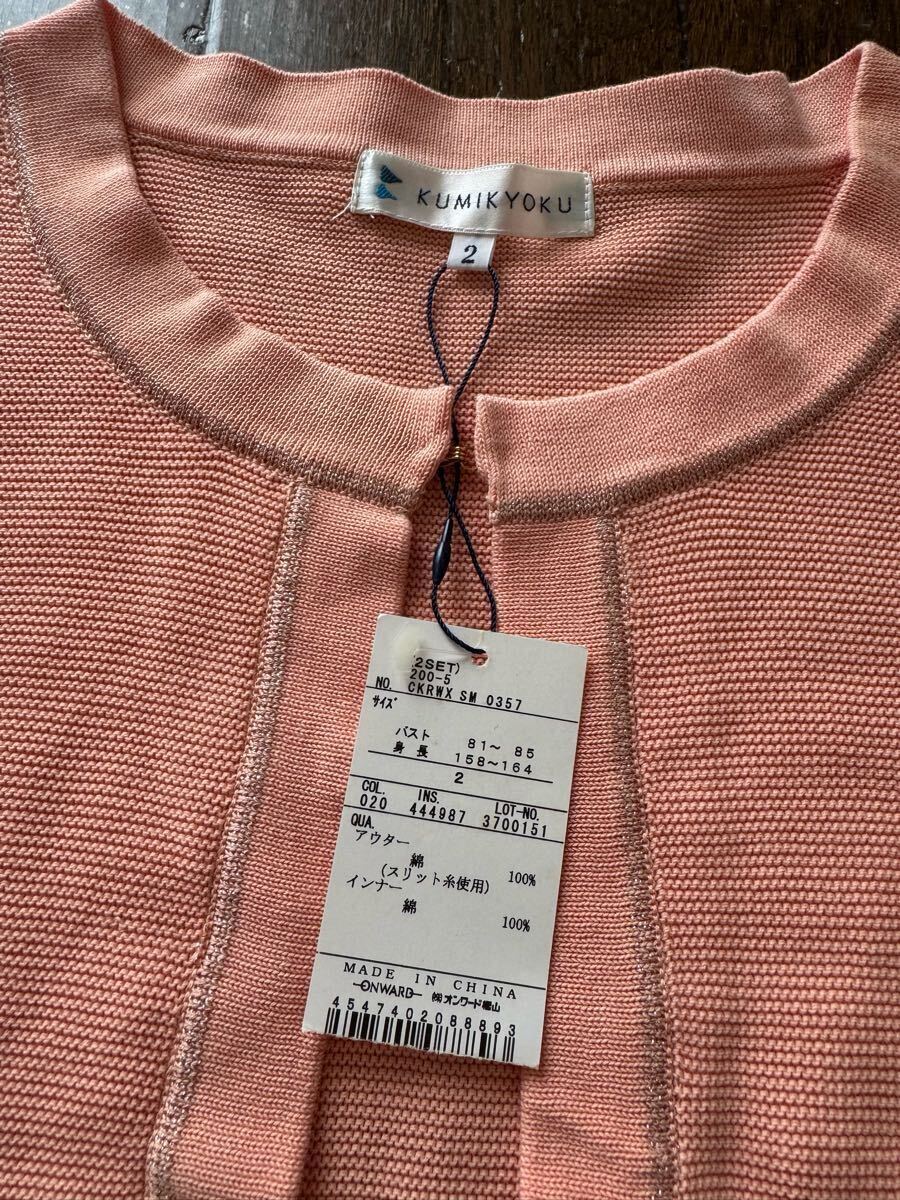 KUMIKYOKU
2
(2SET)
200-5
NO. CKRWX SM 0357
サイズ
バスト 81~ 85
身長 158~164
2
COL. INS. LOT-NO.
020 444987 3700151
QUA.
アウター
綿 100%
(スリット糸使用)
インナー
綿 100%
MADE IN CHINA
ONWARD ㈱オンワード樫山
4547402088893